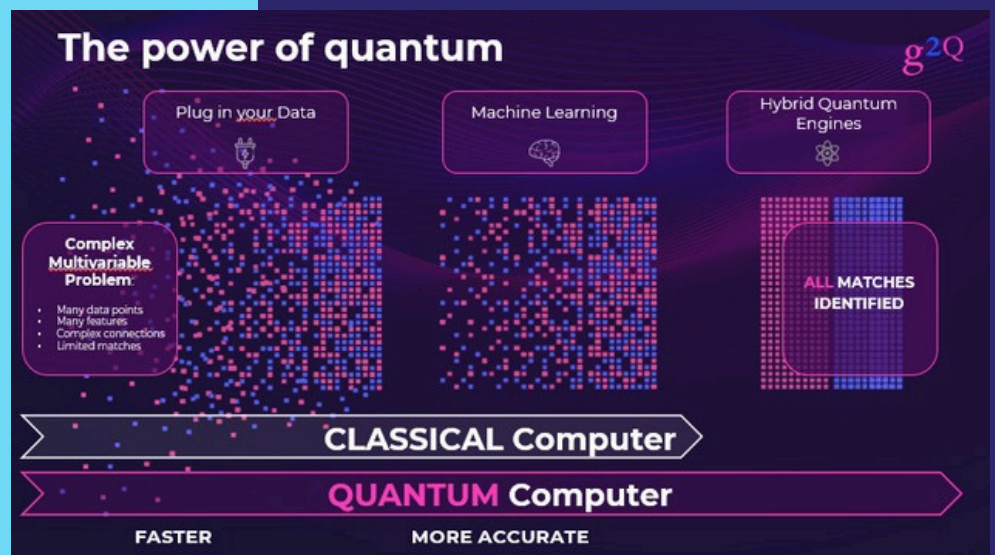 The power of quantum
g2Q
Plug in your Data
Machine Learning
Hybrid Quantum
Engines
Complex
Multivariable
Problem:
• Many data points
• Many features
• Complex connections
• Limited matches
ALL MATCHES
IDENTIFIED
CLASSICAL Computer
QUANTUM Computer
FASTER
MORE ACCURATE